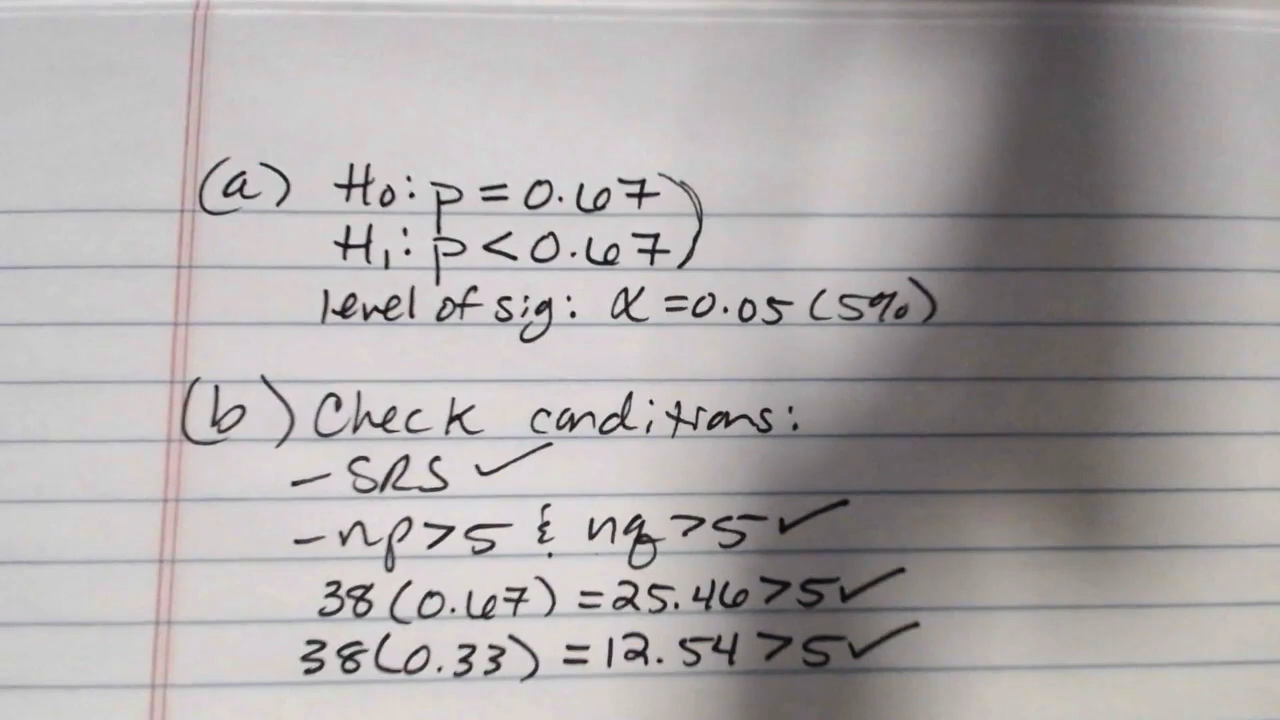 (a) H₀: p = 0.67
H₁: p < 0.67
level of sig: α = 0.05 (5%)
(b) Check conditions:
- SRS ✓
- np > 5 & nq > 5 ✓
38(0.67) = 25.46 > 5 ✓
38(0.33) = 12.54 > 5 ✓